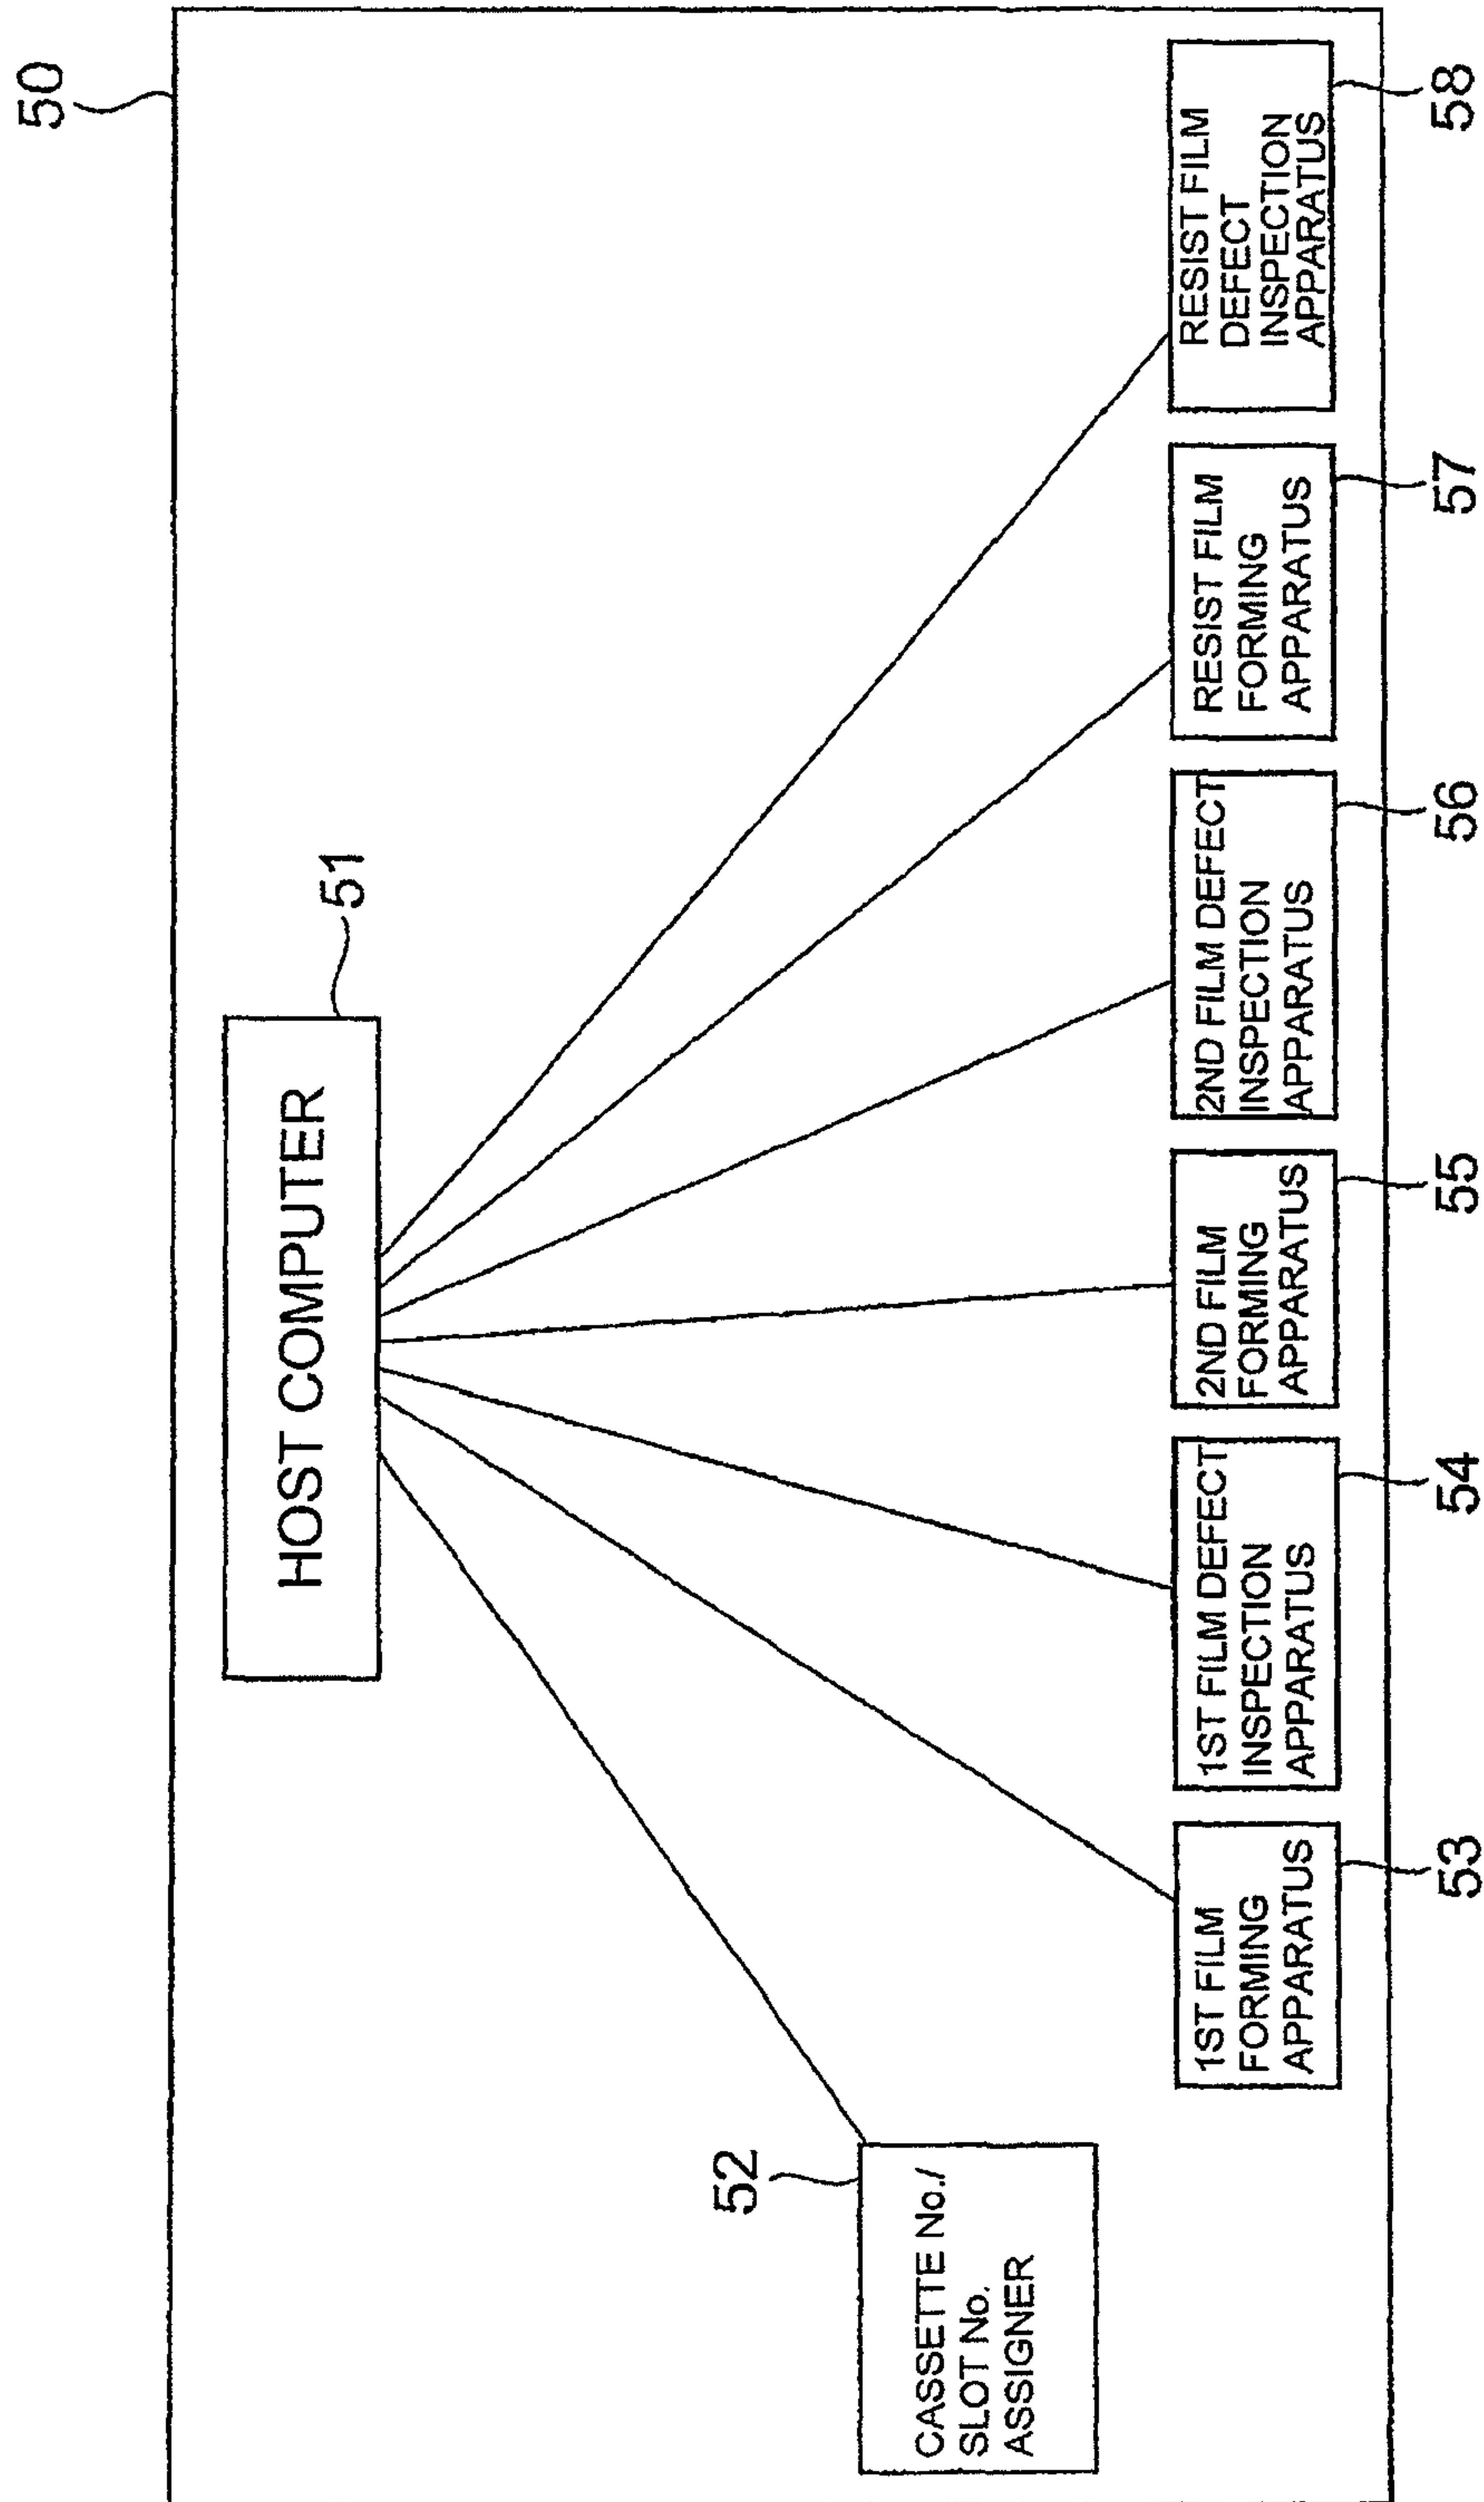 50
HOST COMPUTER
51
52
CASSETTE No./
SLOT No.
ASSIGNER
1ST FILM
FORMING
APPARATUS
53
1ST FILM DEFECT
INSPECTION
APPARATUS
54
2ND FILM
FORMING
APPARATUS
55
2ND FILM DEFECT
INSPECTION
APPARATUS
56
RESIST FILM
FORMING
APPARATUS
57
RESIST FILM
DEFECT
INSPECTION
APPARATUS
58